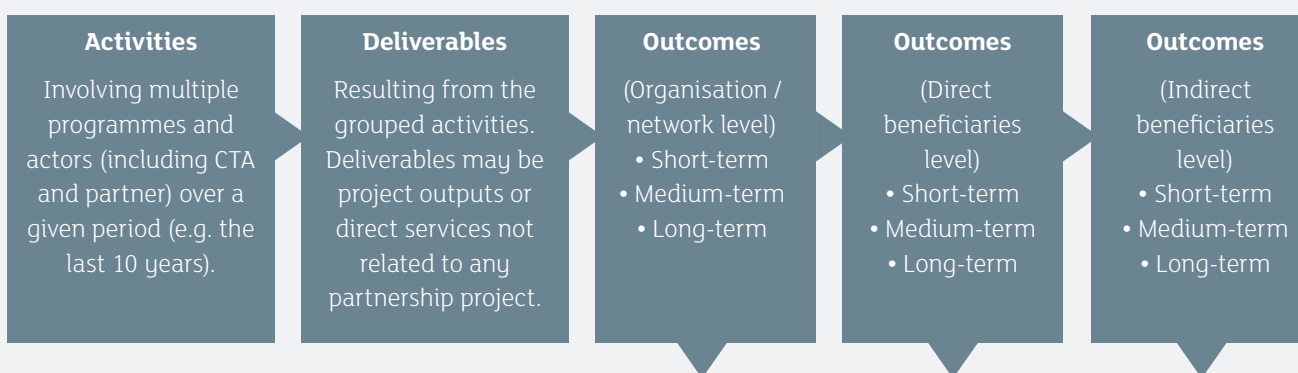 Activities
Involving multiple
programmes and
actors (including CTA
and partner) over a
given period (e.g. the
last 10 years).
Deliverables
Resulting from the
grouped activities.
Deliverables may be
project outputs or
direct services not
related to any
partnership project.
Outcomes
(Organisation /
network level)
• Short-term
• Medium-term
• Long-term
Outcomes
(Direct
beneficiaries
level)
• Short-term
• Medium-term
• Long-term
Outcomes
(Indirect
beneficiaries
level)
• Short-term
• Medium-term
• Long-term